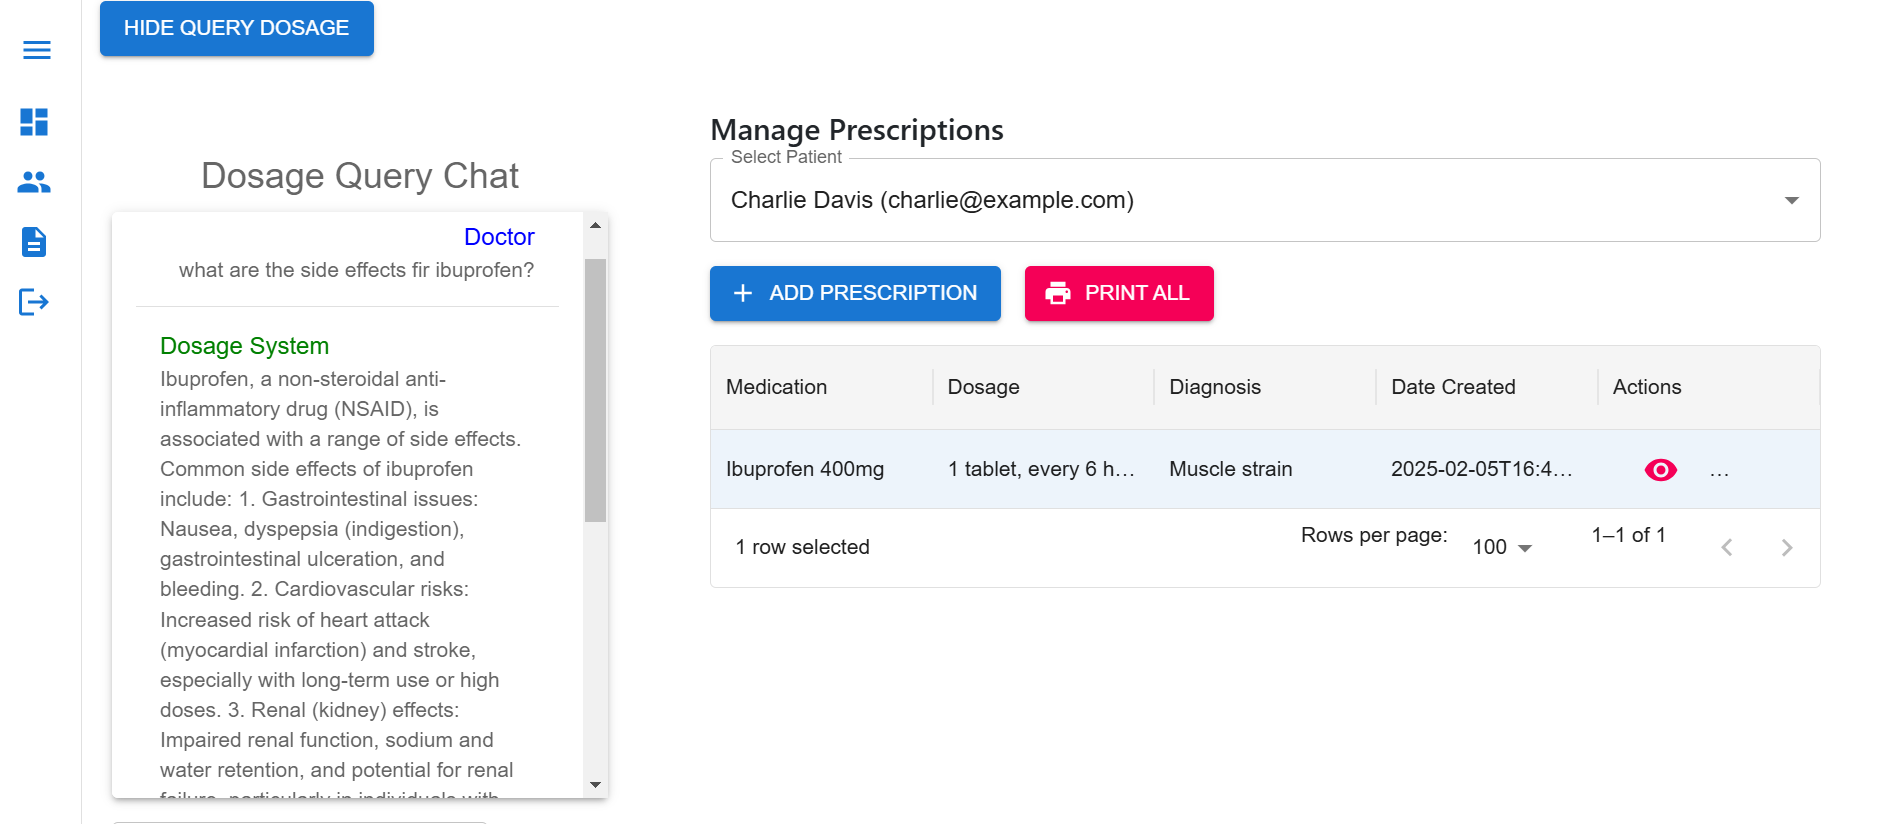 HIDE QUERY DOSAGE
Dosage Query Chat
Doctor
what are the side effects fir ibuprofen?
Dosage System
Ibuprofen, a non-steroidal anti-
inflammatory drug (NSAID), is
associated with a range of side effects.
Common side effects of ibuprofen
include: 1. Gastrointestinal issues:
Nausea, dyspepsia (indigestion),
gastrointestinal ulceration, and
bleeding. 2. Cardiovascular risks:
Increased risk of heart attack
(myocardial infarction) and stroke,
especially with long-term use or high
doses. 3. Renal (kidney) effects:
Impaired renal function, sodium and
water retention, and potential for renal
failure, particularly in individuals with
Manage Prescriptions
Select Patient
Charlie Davis (charlie@example.com)
ADD PRESCRIPTION
PRINT ALL
Medication Dosage Diagnosis Date Created Actions
Ibuprofen 400mg 1 tablet, every 6 h... Muscle strain 2025-02-05T16:4... ...
1 row selected Rows per page: 100 1–1 of 1